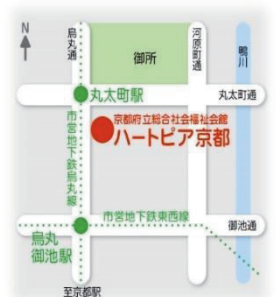 N
烏丸通
御所
河原町通
鴨川
丸太町駅
丸太町通
京都府立総合社会福祉会館
ハートピア京都
市営地下鉄烏丸線
市営地下鉄東西線
御池通
烏丸
御池駅
至京都駅